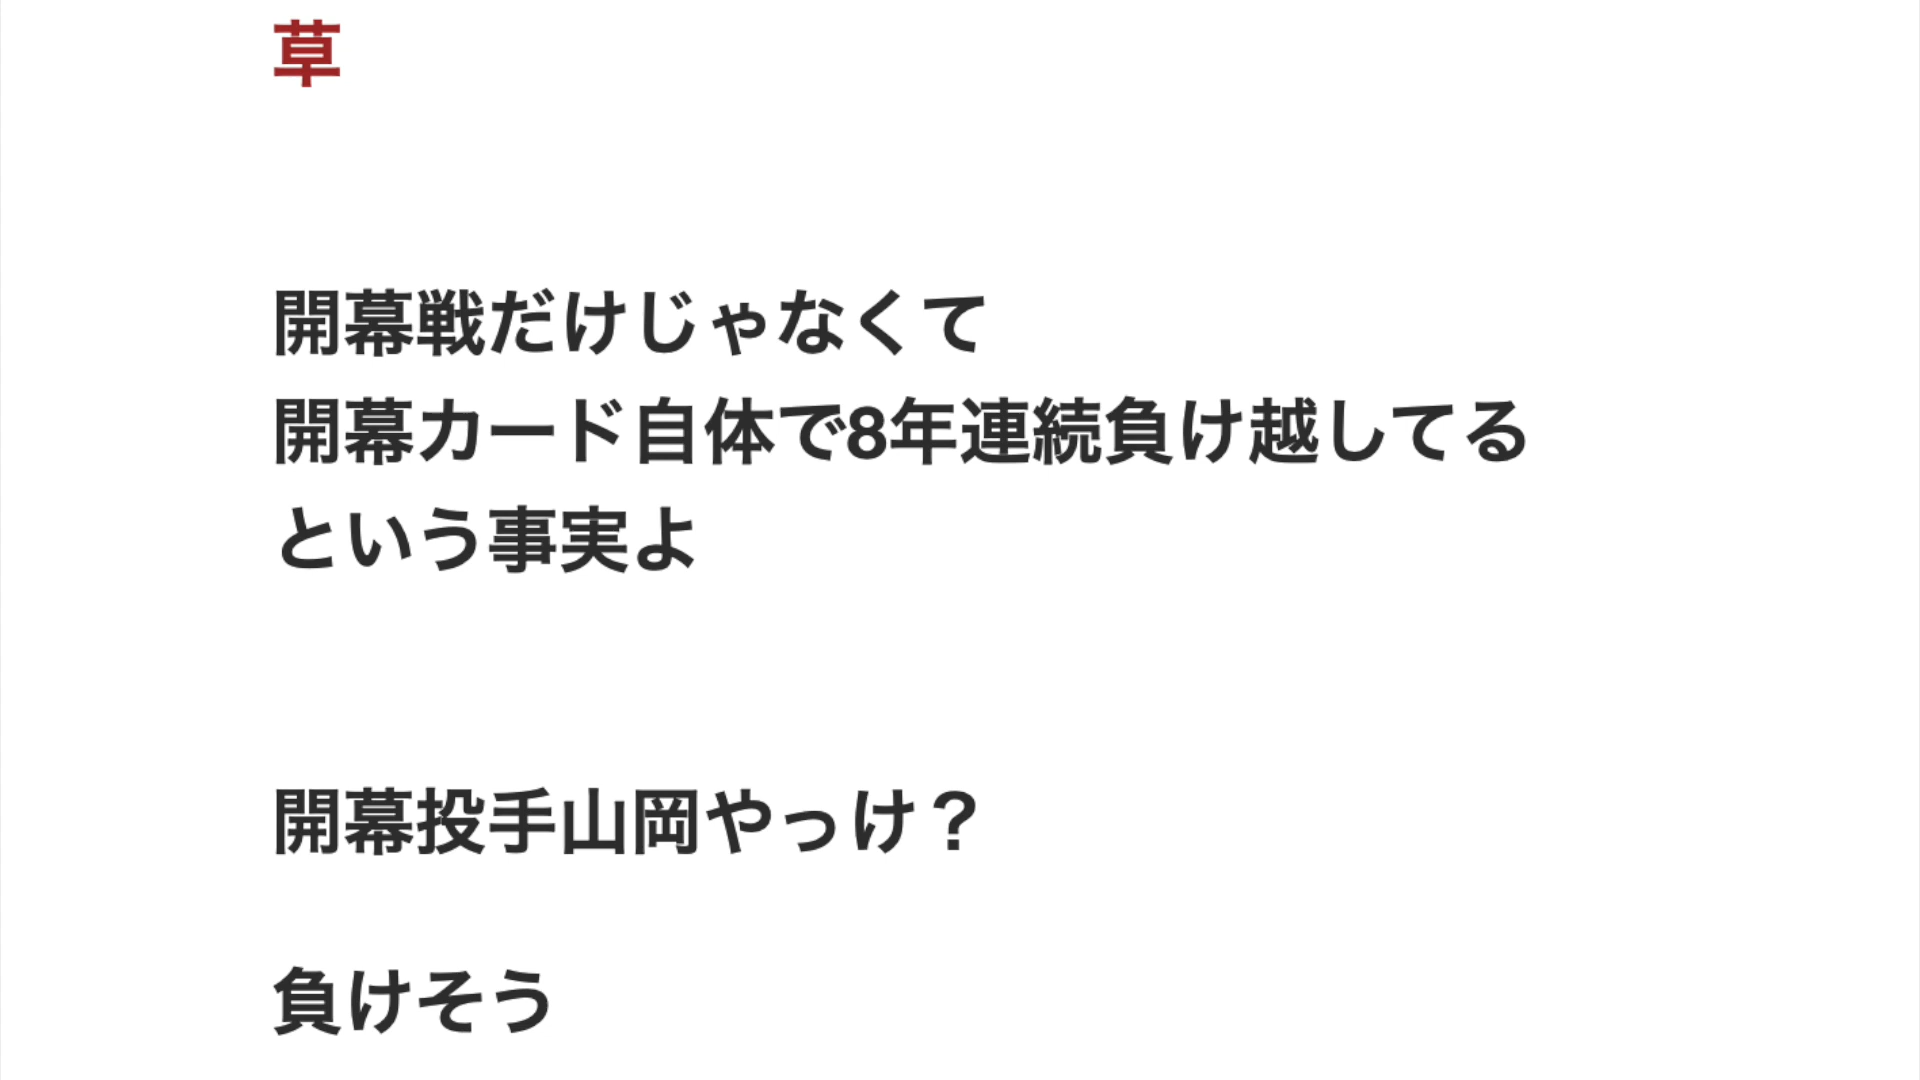 草
開幕戦だけじゃなくて
開幕カード自体で8年連続負け越してる
という事実よ
開幕投手山岡やっけ？
負けそう